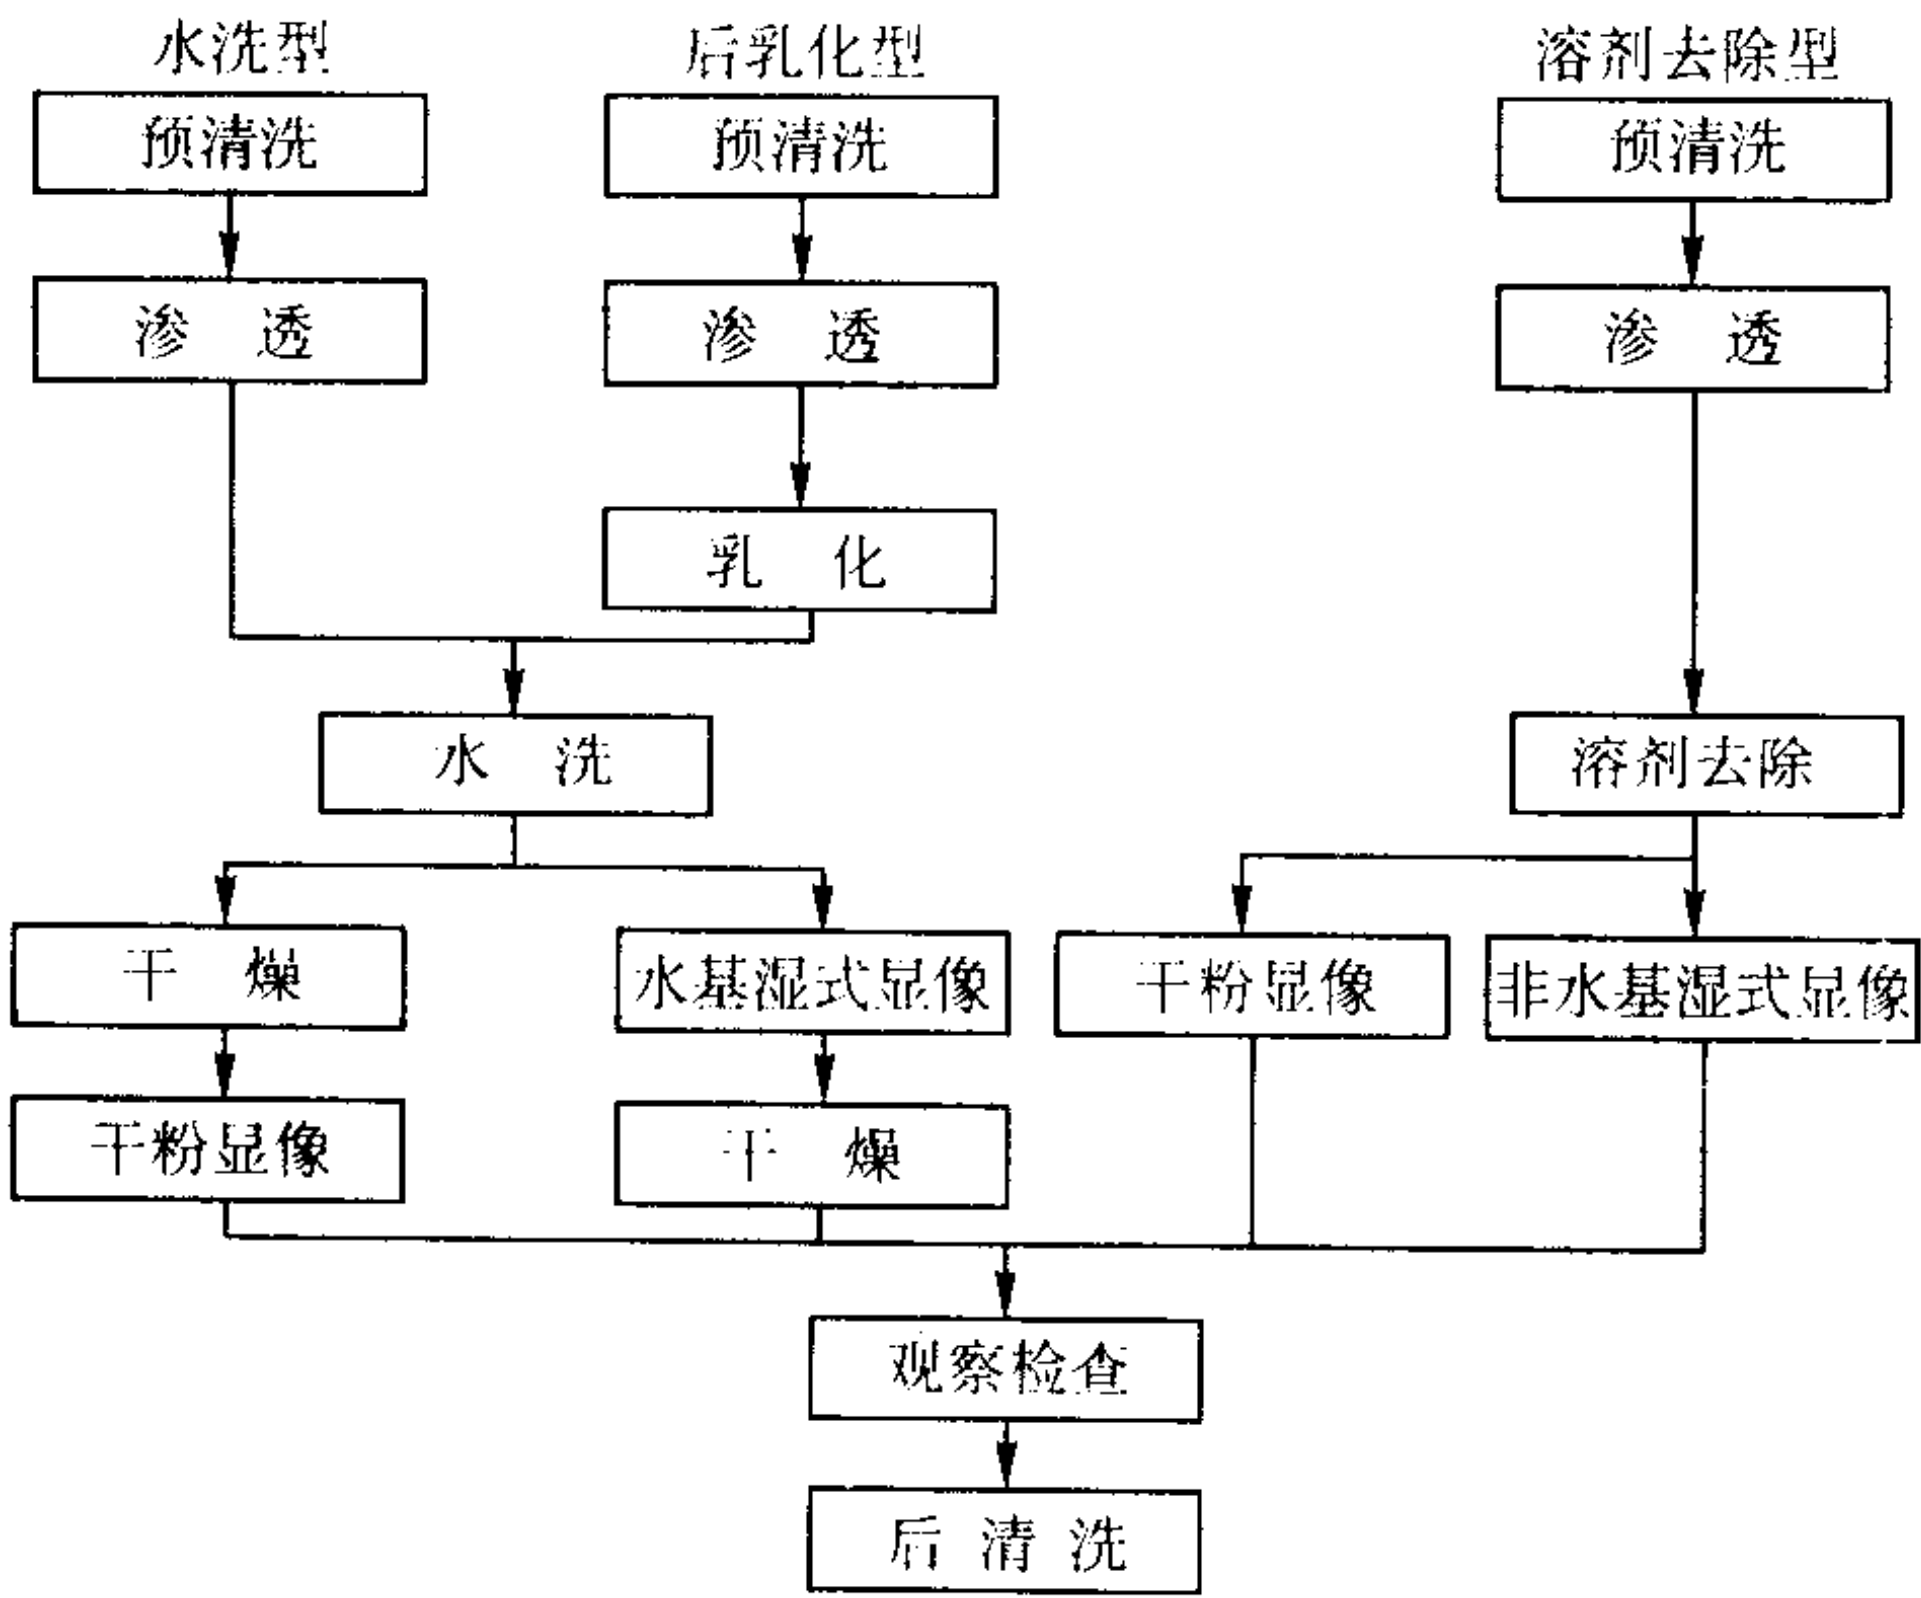 水洗型
后乳化型
溶剂去除型
预清洗
预清洗
预清洗
渗 透
渗 透
渗 透
乳 化
水 洗
溶剂去除
干 燥
水基湿式显像
干粉显像
非水基湿式显像
干粉显像
干 燥
观察检查
后 清 洗